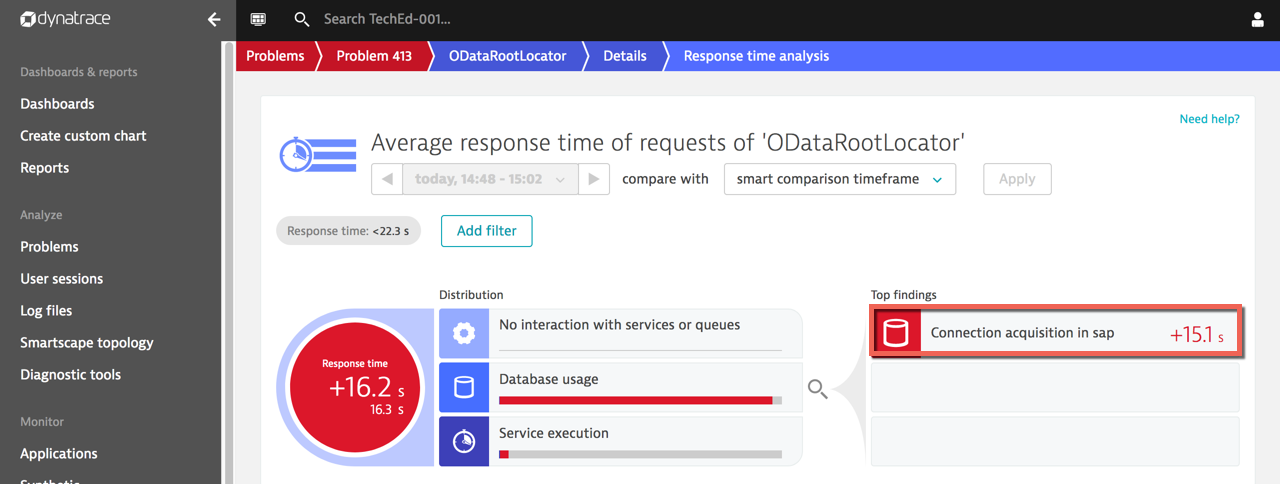 dynatrace
Search TechEd-001...
Problems
Problem 413
ODataRootLocator
Details
Response time analysis
Dashboards & reports
Dashboards
Create custom chart
Reports
Analyze
Problems
User sessions
Log files
Smartscape topology
Diagnostic tools
Monitor
Applications
Synthetic
Need help?
Average response time of requests of 'ODataRootLocator'
today, 14:48 - 15:02
compare with
smart comparison timeframe
Apply
Response time: <22.3 s
Add filter
Response time
+16.2 s
16.3 s
Distribution
No interaction with services or queues
Database usage
Service execution
Top findings
Connection acquisition in sap
+15.1 s